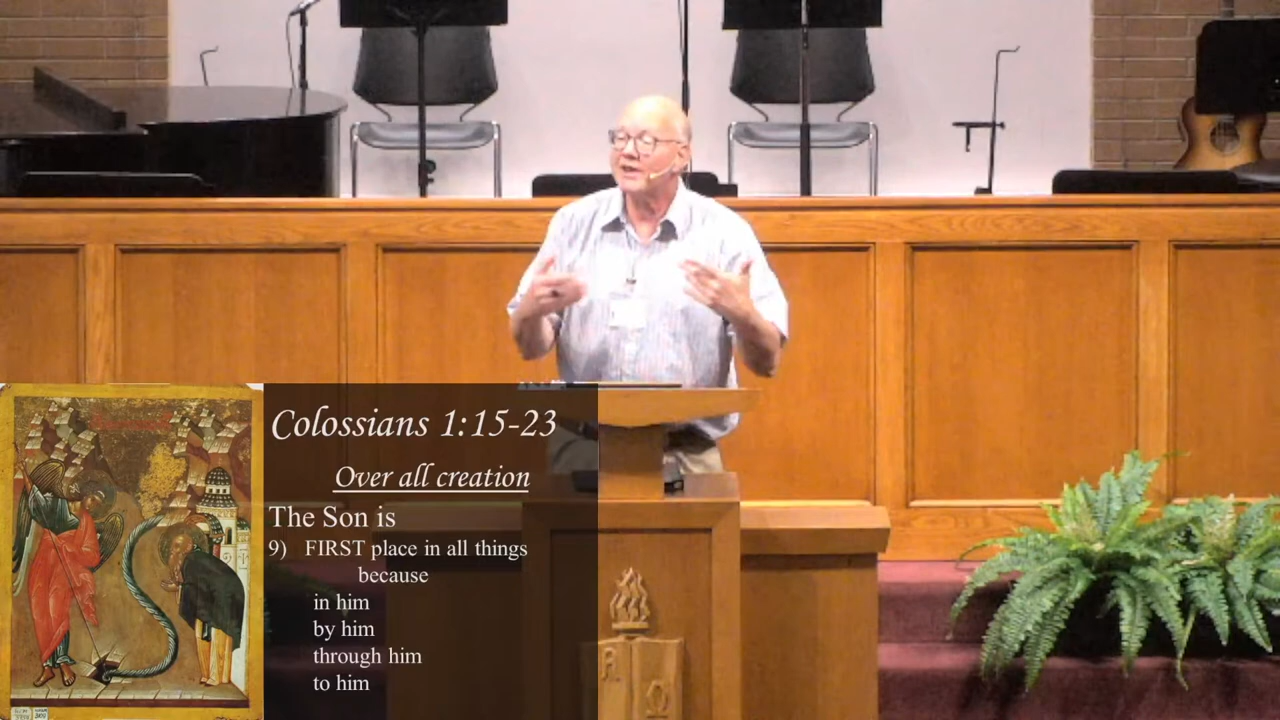 Colossians 1:15-23
Over all creation
The Son is
9) FIRST place in all things
because
in him
by him
through him
to him
Α Ω